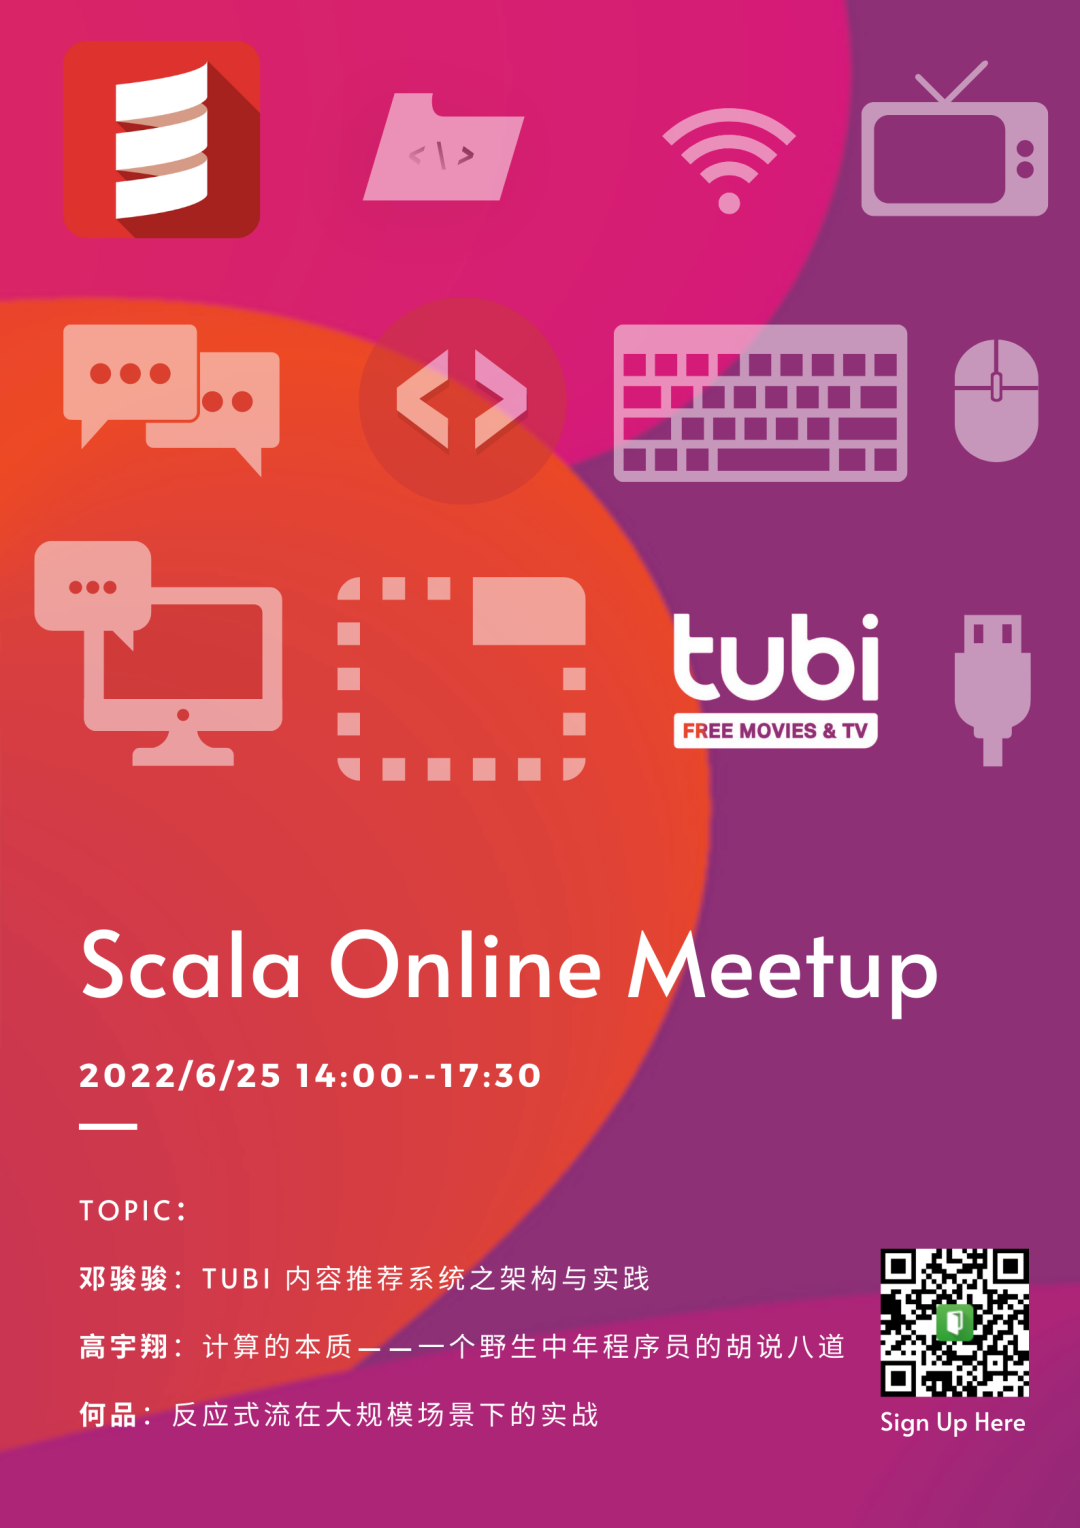 tubi
FREE MOVIES & TV
Scala Online Meetup
2022/6/25 14:00--17:30
TOPIC：
邓骏骏：TUBI 内容推荐系统之架构与实践
高宇翔：计算的本质——一个野生中年程序员的胡说八道
何品：反应式流在大规模场景下的实战
Sign Up Here